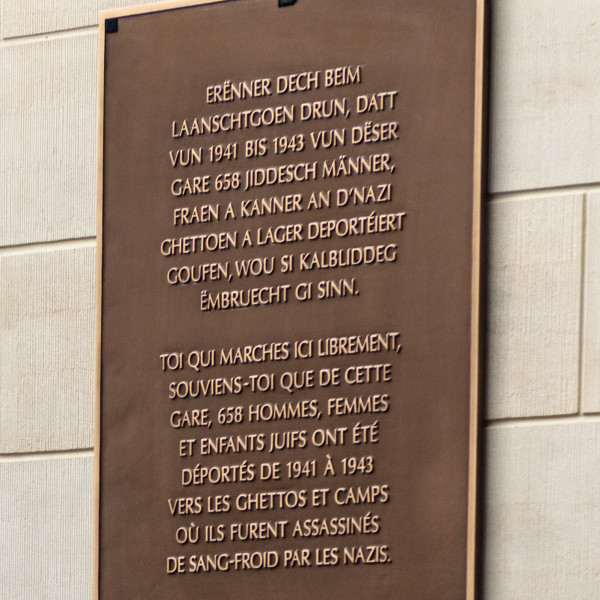 ERËNNER DECH BEIM
LAANSCHTGOEN DRUN, DATT
VUN 1941 BIS 1943 VUN DËSER
GARE 658 JIDDESCH MÄNNER,
FRAEN A KANNER AN D'NAZI
GHETTOEN A LAGER DEPORTÉIERT
GOUFEN, WOU SI KALBLIDDEG
ËMBRUECHT GI SINN.
TOI QUI MARCHES ICI LIBREMENT,
SOUVIENS-TOI QUE DE CETTE
GARE, 658 HOMMES, FEMMES
ET ENFANTS JUIFS ONT ÉTÉ
DÉPORTÉS DE 1941 À 1943
VERS LES GHETTOS ET CAMPS
OÙ ILS FURENT ASSASSINÉS
DE SANG-FROID PAR LES NAZIS.